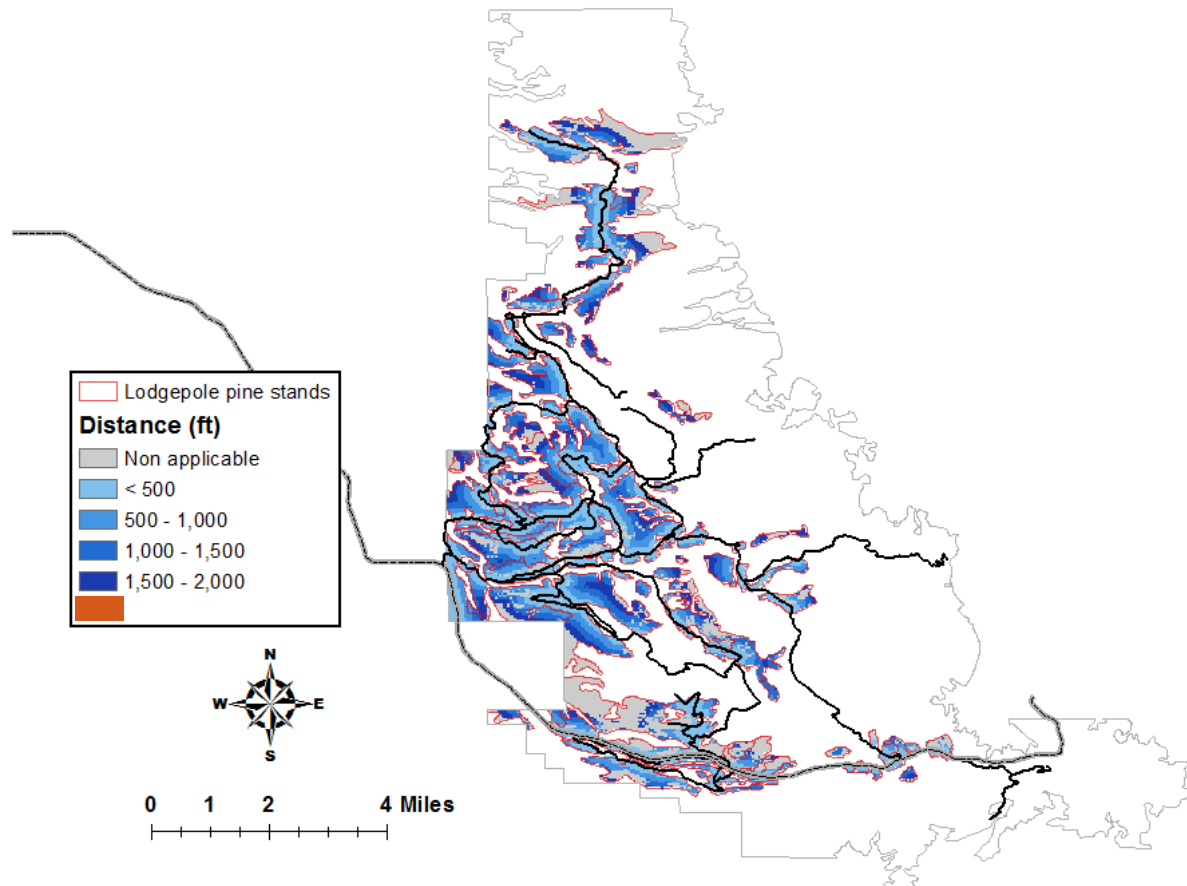 Lodgepole pine stands
Distance (ft)
Non applicable
< 500
500 - 1,000
1,000 - 1,500
1,500 - 2,000
N
W E
S
0 1 2 4 Miles